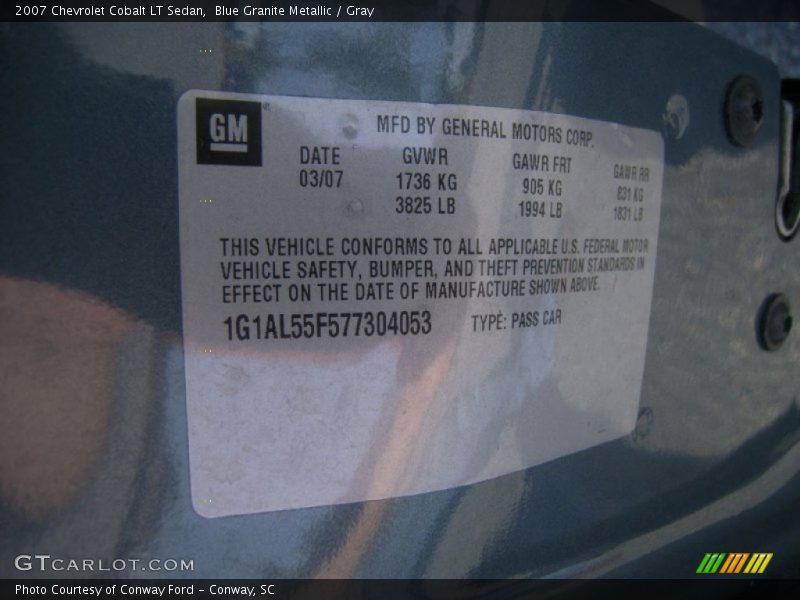 2007 Chevrolet Cobalt LT Sedan, Blue Granite Metallic / Gray
GM
MFD BY GENERAL MOTORS CORP.
DATE GVWR GAWR FRT GAWR RR
03/07 1736 KG 905 KG 831 KG
3825 LB 1994 LB 1831 LB
THIS VEHICLE CONFORMS TO ALL APPLICABLE U.S. FEDERAL MOTOR
VEHICLE SAFETY, BUMPER, AND THEFT PREVENTION STANDARDS IN
EFFECT ON THE DATE OF MANUFACTURE SHOWN ABOVE.
1G1AL55F577304053 TYPE: PASS CAR
GTCARLOT.COM
Photo Courtesy of Conway Ford - Conway, SC